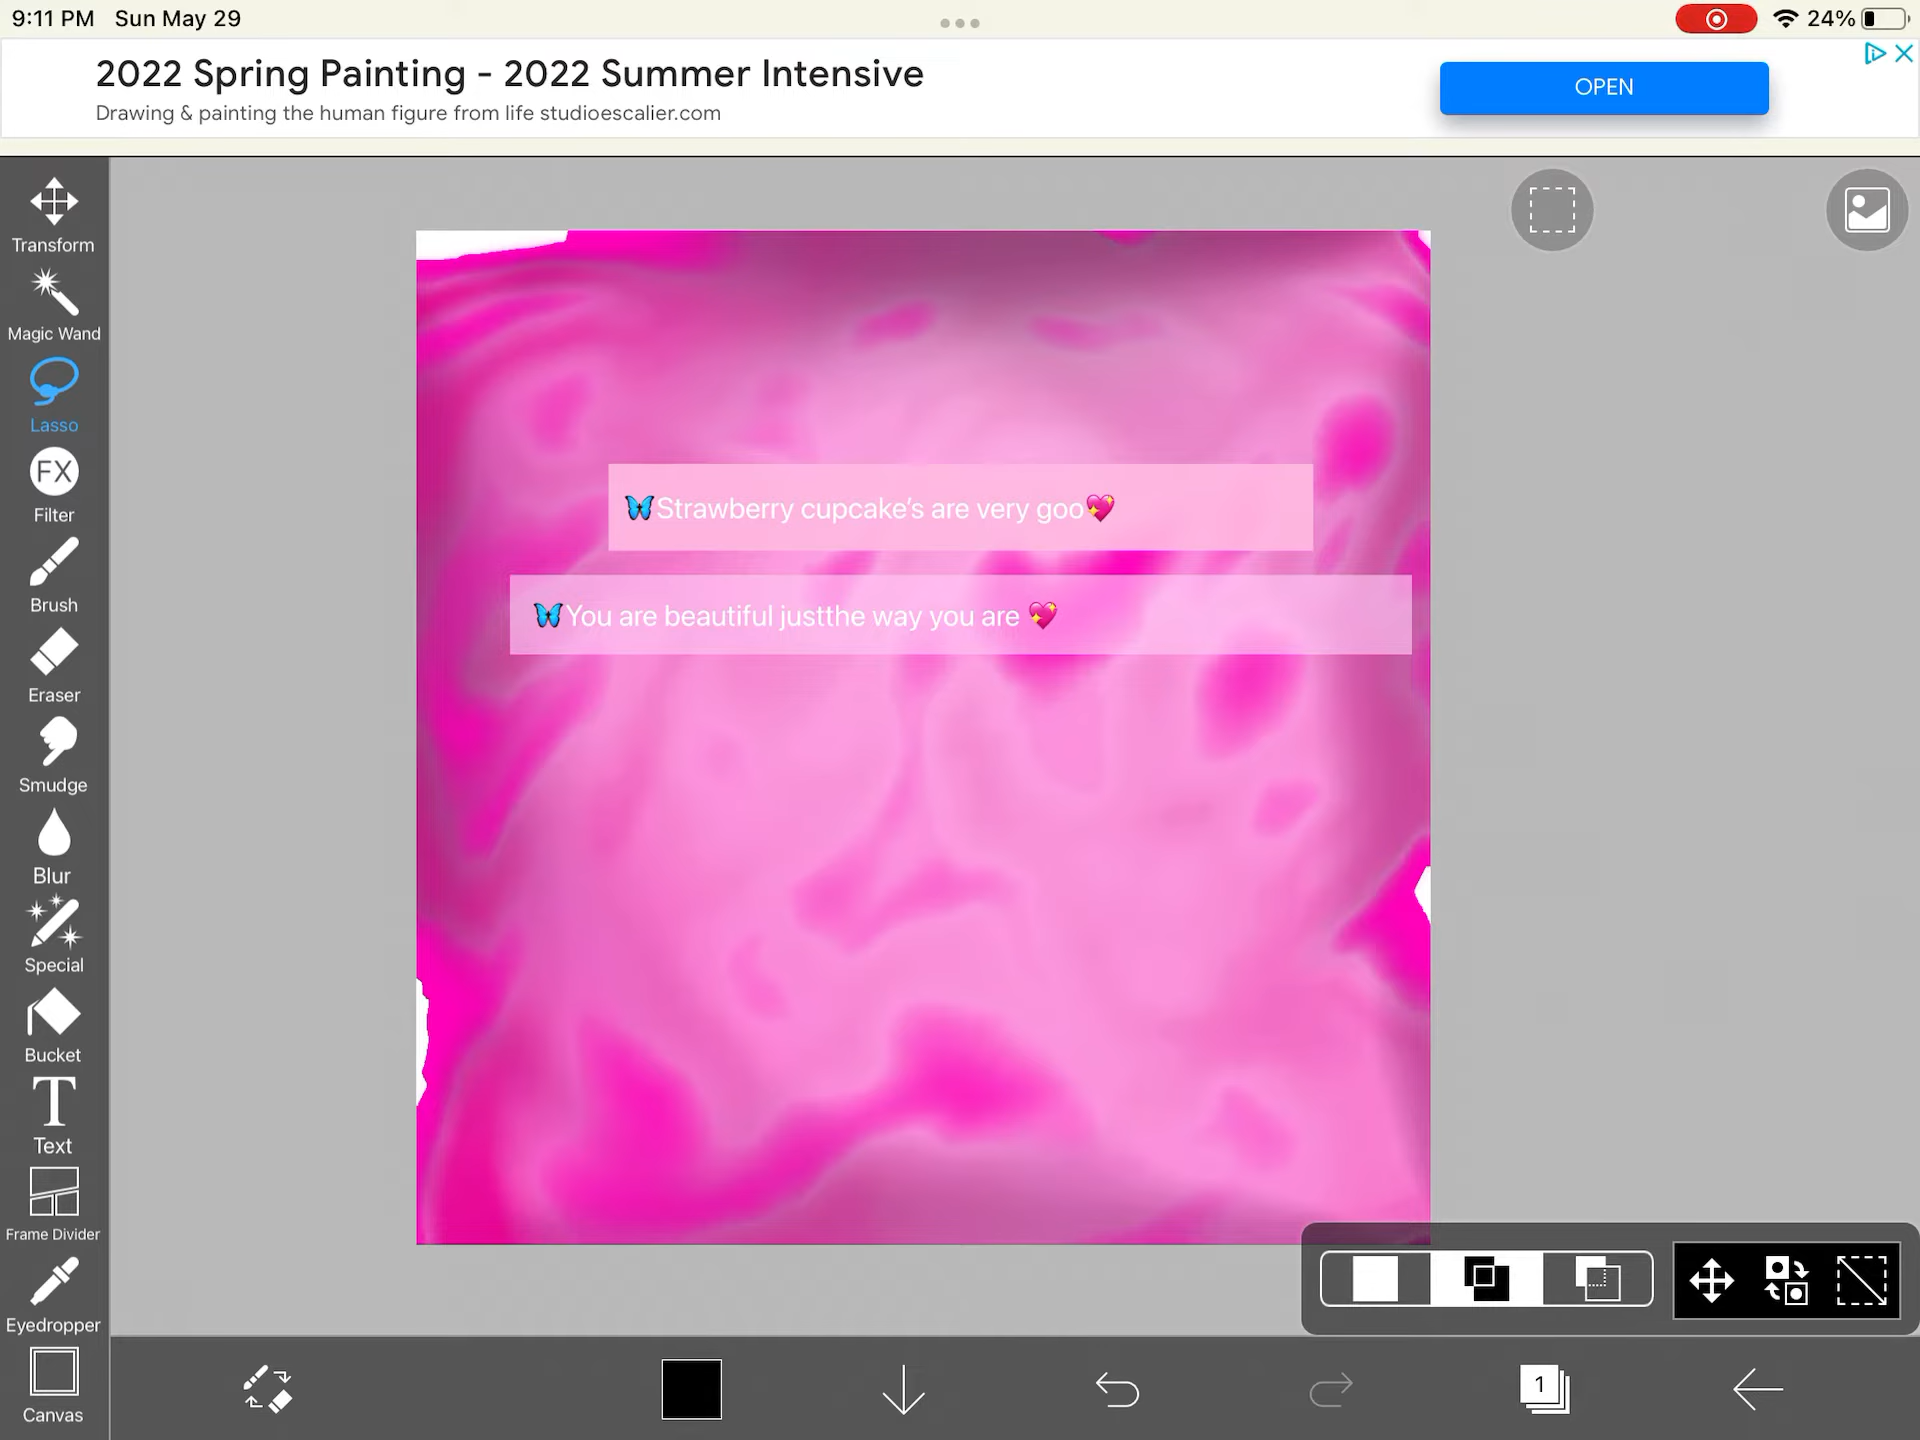 9:11 PM Sun May 29
24%
2022 Spring Painting - 2022 Summer Intensive
Drawing & painting the human figure from life studioescalier.com
OPEN
Transform
Magic Wand
Lasso
FX
Filter
Brush
Eraser
Smudge
Blur
Special
Bucket
T
Text
Frame Divider
Eyedropper
Canvas
🦋Strawberry cupcake’s are very goo💖
🦋You are beautiful justthe way you are 💖
1